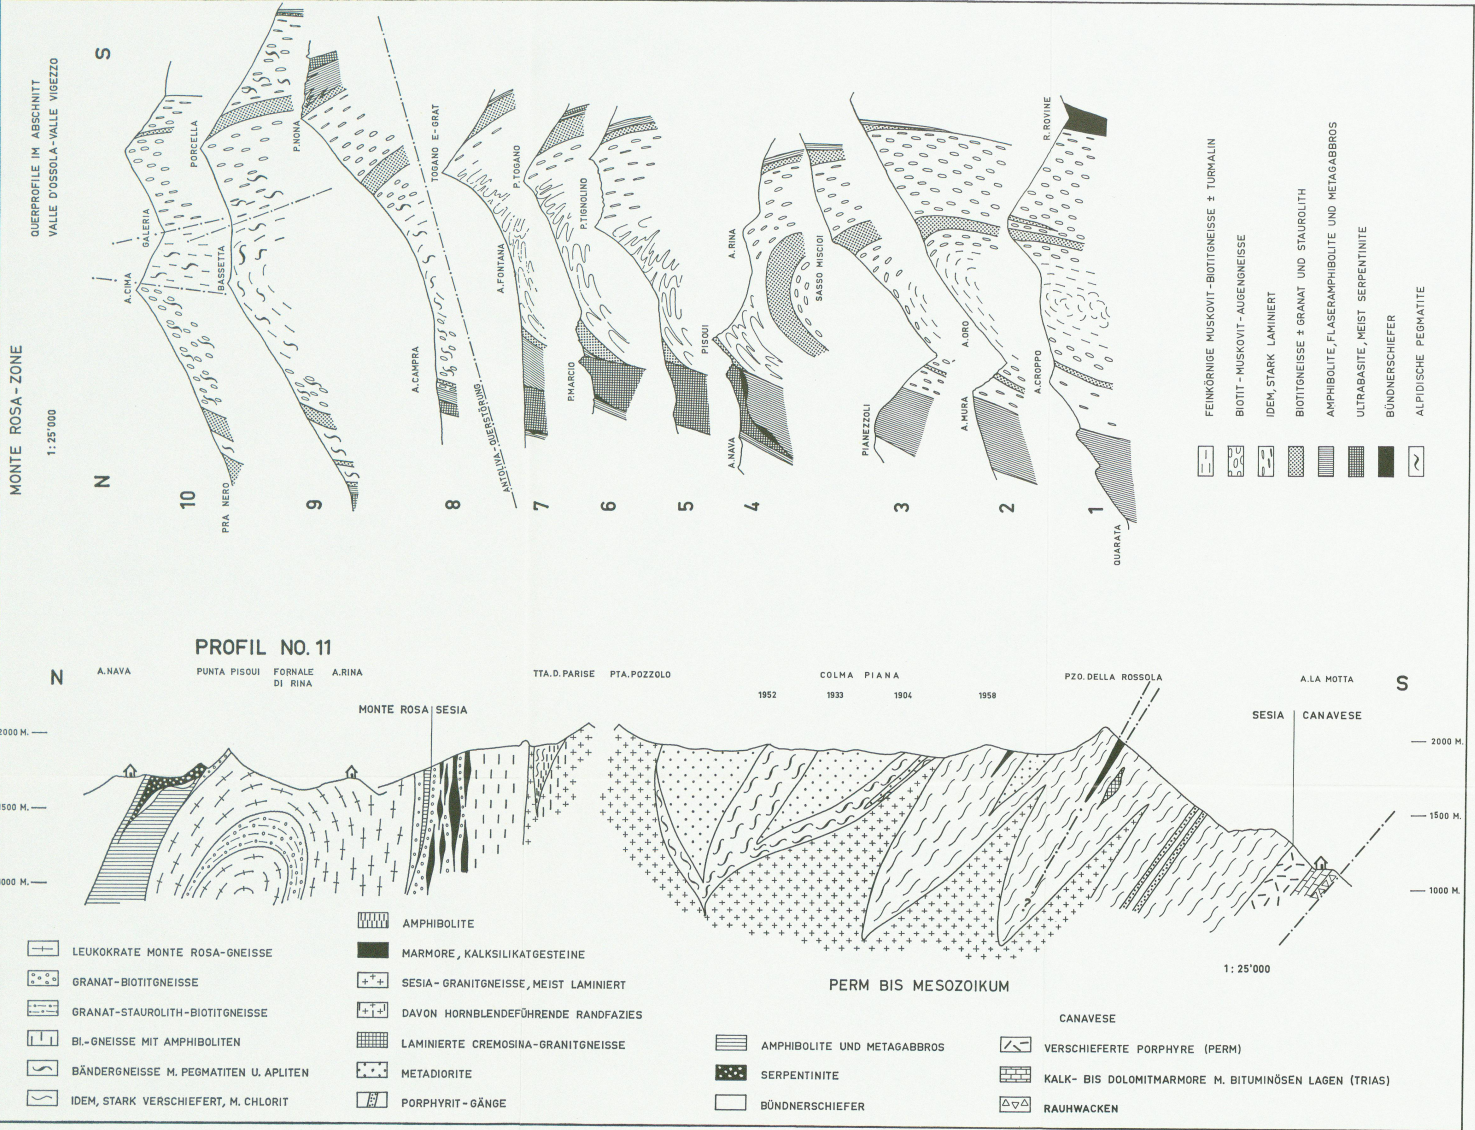 MONTE ROSA-ZONE
1:25'000
QUERPROFILE IM ABSCHNITT
VALLE D'OSSOLA-VALLE VIGEZZO
S
N
10
9
8
7
6
5
4
3
2
1
A.CIMA
GALERIA
PRA NERO
PORCELLA
BASSETTA
P.NONA
TOGANO E-GRAT
A.CAMPRA
ANTOLIVA-QUERSTÖRUNG
P.TOGANO
A.FONTANA
P.TIGNOLINO
P.MARCIO
PISOUI
A.RINA
A.NAVA
SASSO MISCIOI
PIANEZZOLI
A.ORO
A.MURA
R.ROVINE
A.CROPPO
QUARATA
FEINKÖRNIGE MUSKOVIT-BIOTITGNEISSE ± TURMALIN
BIOTIT-MUSKOVIT-AUGENGNEISSE
IDEM, STARK LAMINIERT
BIOTITGNEISSE ± GRANAT UND STAUROLITH
AMPHIBOLITE, FLASERAMPHIBOLITE UND METAGABBROS
ULTRABASITE, MEIST SERPENTINITE
BÜNDNERSCHIEFER
ALPIDISCHE PEGMATITE
PROFIL NO. 11
N
A.NAVA
PUNTA PISOUI
FORNALE
DI RINA
A.RINA
TTA.D.PARISE
PTA.POZZOLO
COLMA PIANA
1952
1933
1904
1958
PZO.DELLA ROSSOLA
A.LA MOTTA
S
MONTE ROSA
SESIA
SESIA
CANAVESE
2000 M.
1500 M.
1000 M.
2000 M.
1500 M.
1000 M.
?
1:25'000
LEUKOKRATE MONTE ROSA-GNEISSE
GRANAT-BIOTITGNEISSE
GRANAT-STAUROLITH-BIOTITGNEISSE
BI.-GNEISSE MIT AMPHIBOLITEN
BÄNDERGNEISSE M. PEGMATITEN U. APLITEN
IDEM, STARK VERSCHIEFERT, M. CHLORIT
AMPHIBOLITE
MARMORE, KALKSILIKATGESTEINE
SESIA-GRANITGNEISSE, MEIST LAMINIERT
DAVON HORNBLENDEFÜHRENDE RANDFAZIES
LAMINIERTE CREMOSINA-GRANITGNEISSE
METADIORITE
PORPHYRIT-GÄNGE
PERM BIS MESOZOIKUM
AMPHIBOLITE UND METAGABBROS
SERPENTINITE
BÜNDNERSCHIEFER
CANAVESE
VERSCHIEFERTE PORPHYRE (PERM)
KALK- BIS DOLOMITMARMORE M. BITUMINÖSEN LAGEN (TRIAS)
RAUHWACKEN